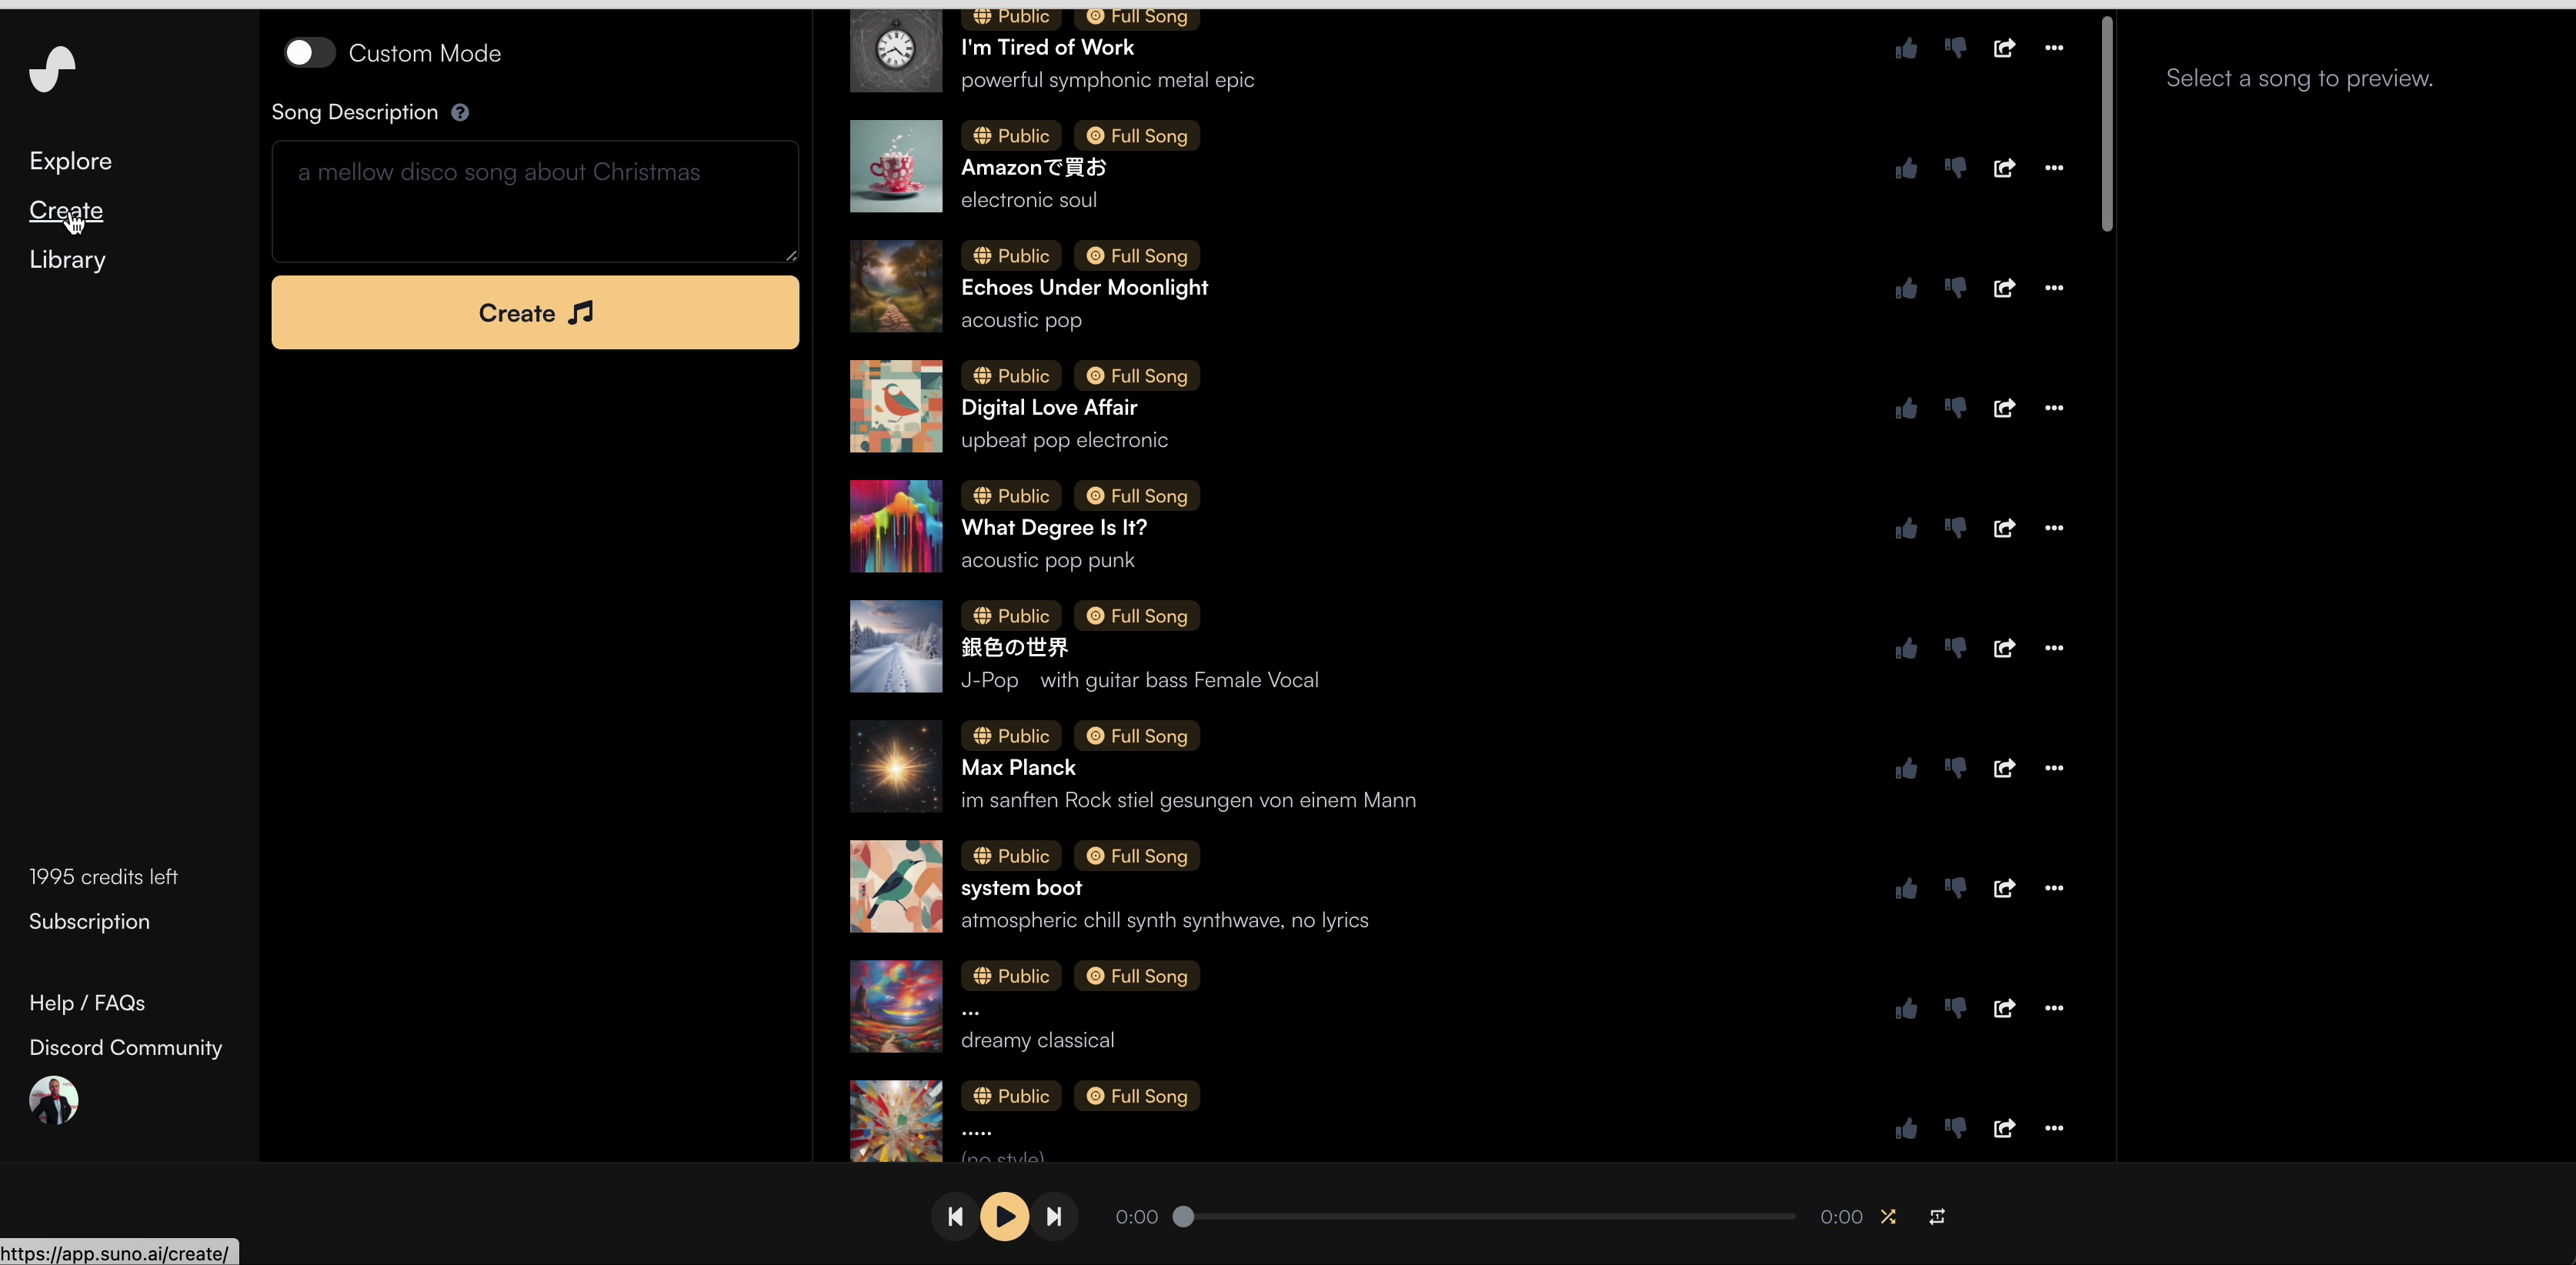 Explore
Create
Library
1995 credits left
Subscription
Help / FAQs
Discord Community
Custom Mode
Song Description ?
a mellow disco song about Christmas
Create
Public Full Song
I'm Tired of Work
powerful symphonic metal epic
Public Full Song
Amazonで買お
electronic soul
Public Full Song
Echoes Under Moonlight
acoustic pop
Public Full Song
Digital Love Affair
upbeat pop electronic
Public Full Song
What Degree Is It?
acoustic pop punk
Public Full Song
銀色の世界
J-Pop　with guitar bass Female Vocal
Public Full Song
Max Planck
im sanften Rock stiel gesungen von einem Mann
Public Full Song
system boot
atmospheric chill synth synthwave, no lyrics
Public Full Song
...
dreamy classical
Public Full Song
.....
(no style)
Select a song to preview.
0:00 0:00
https://app.suno.ai/create/